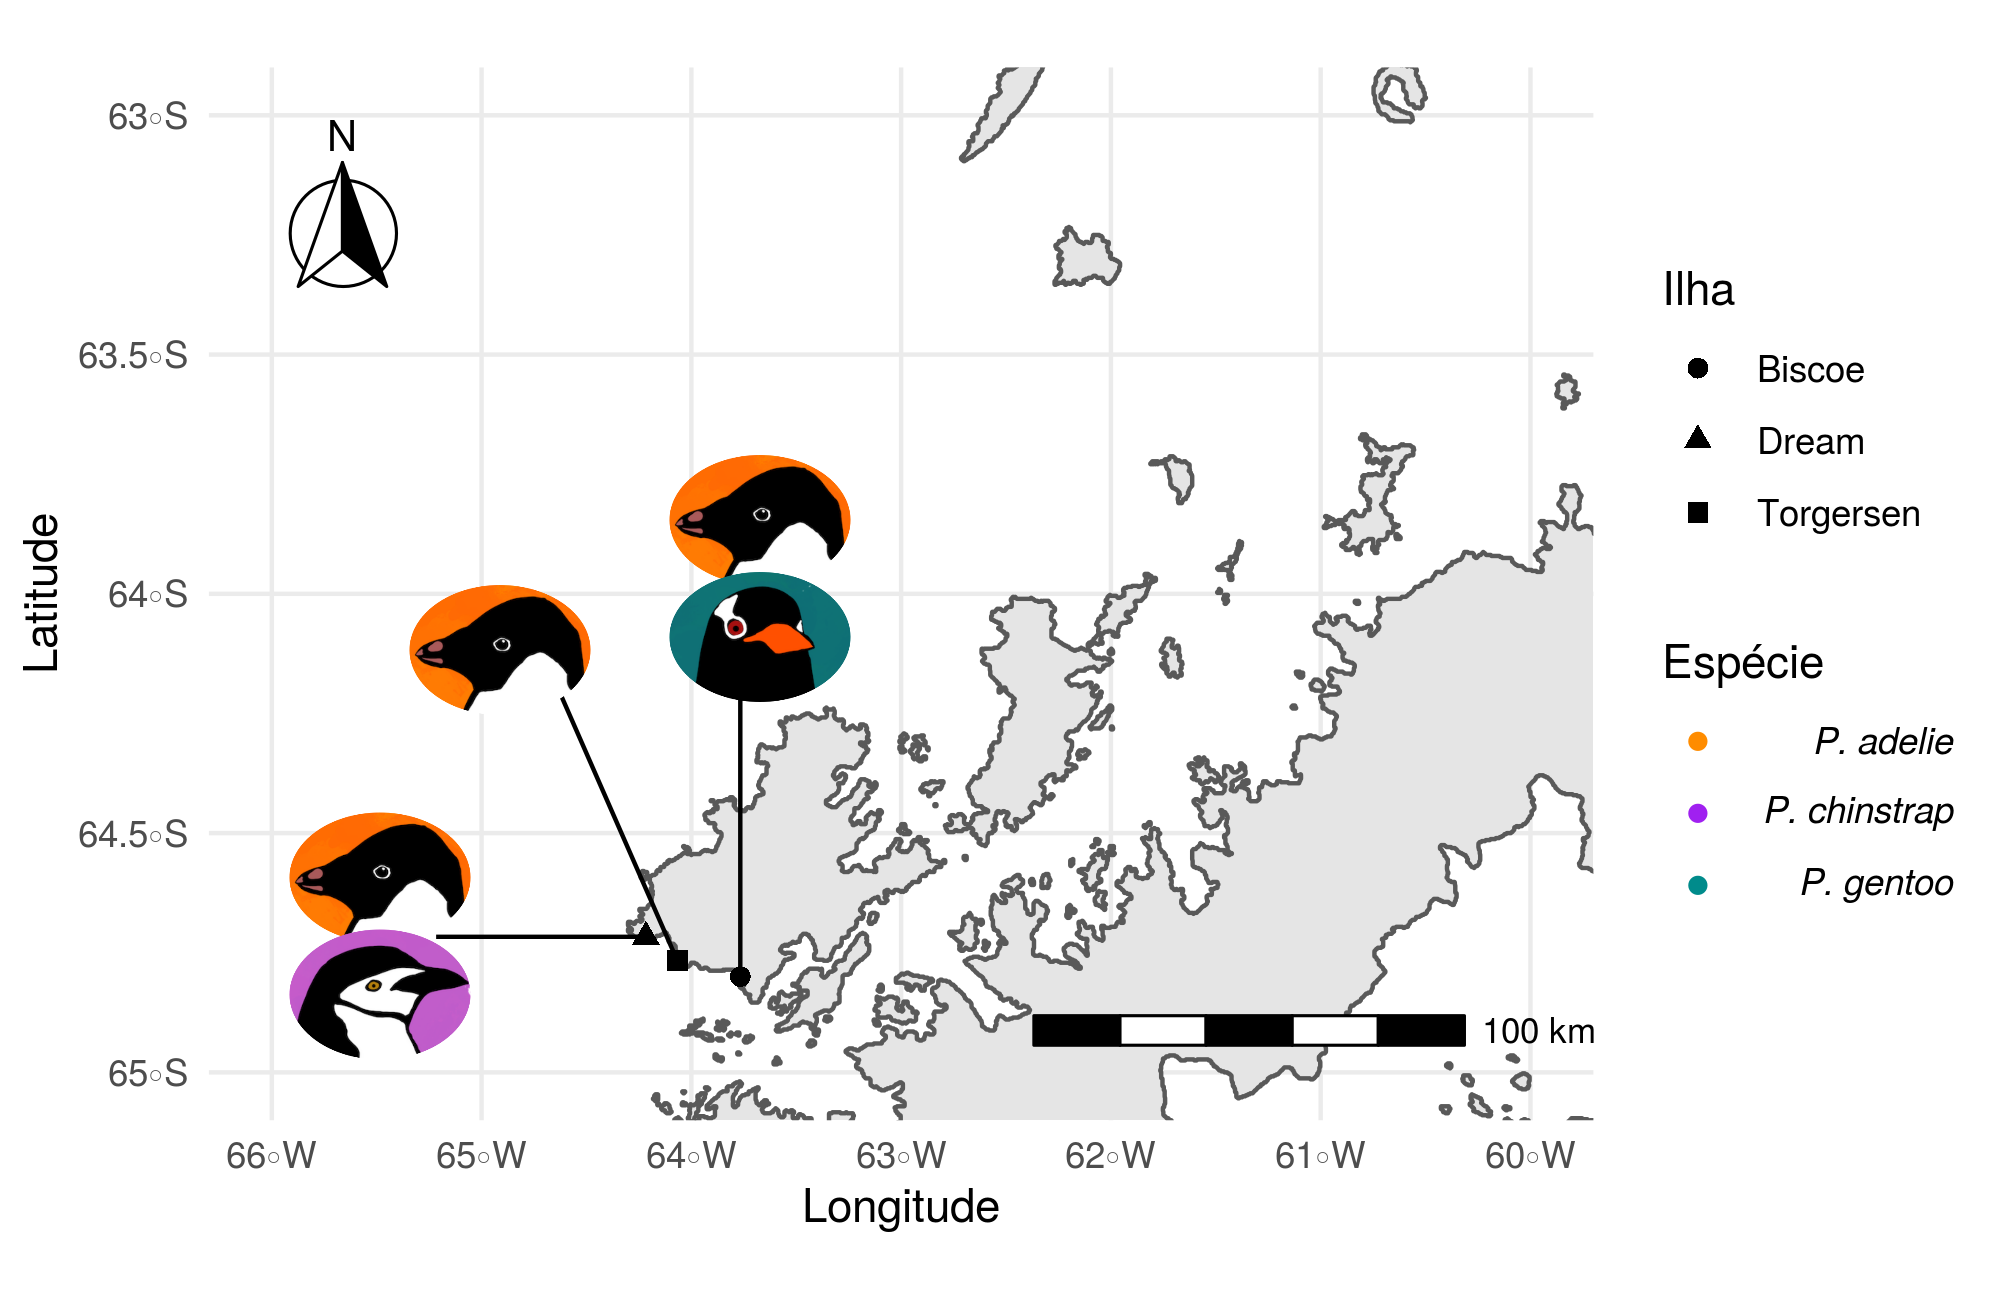 63°S
63.5°S
64°S
64.5°S
65°S
Latitude
N
100 km
66°W 65°W 64°W 63°W 62°W 61°W 60°W
Longitude
Ilha
Biscoe
Dream
Torgersen
Espécie
P. adelie
P. chinstrap
P. gentoo